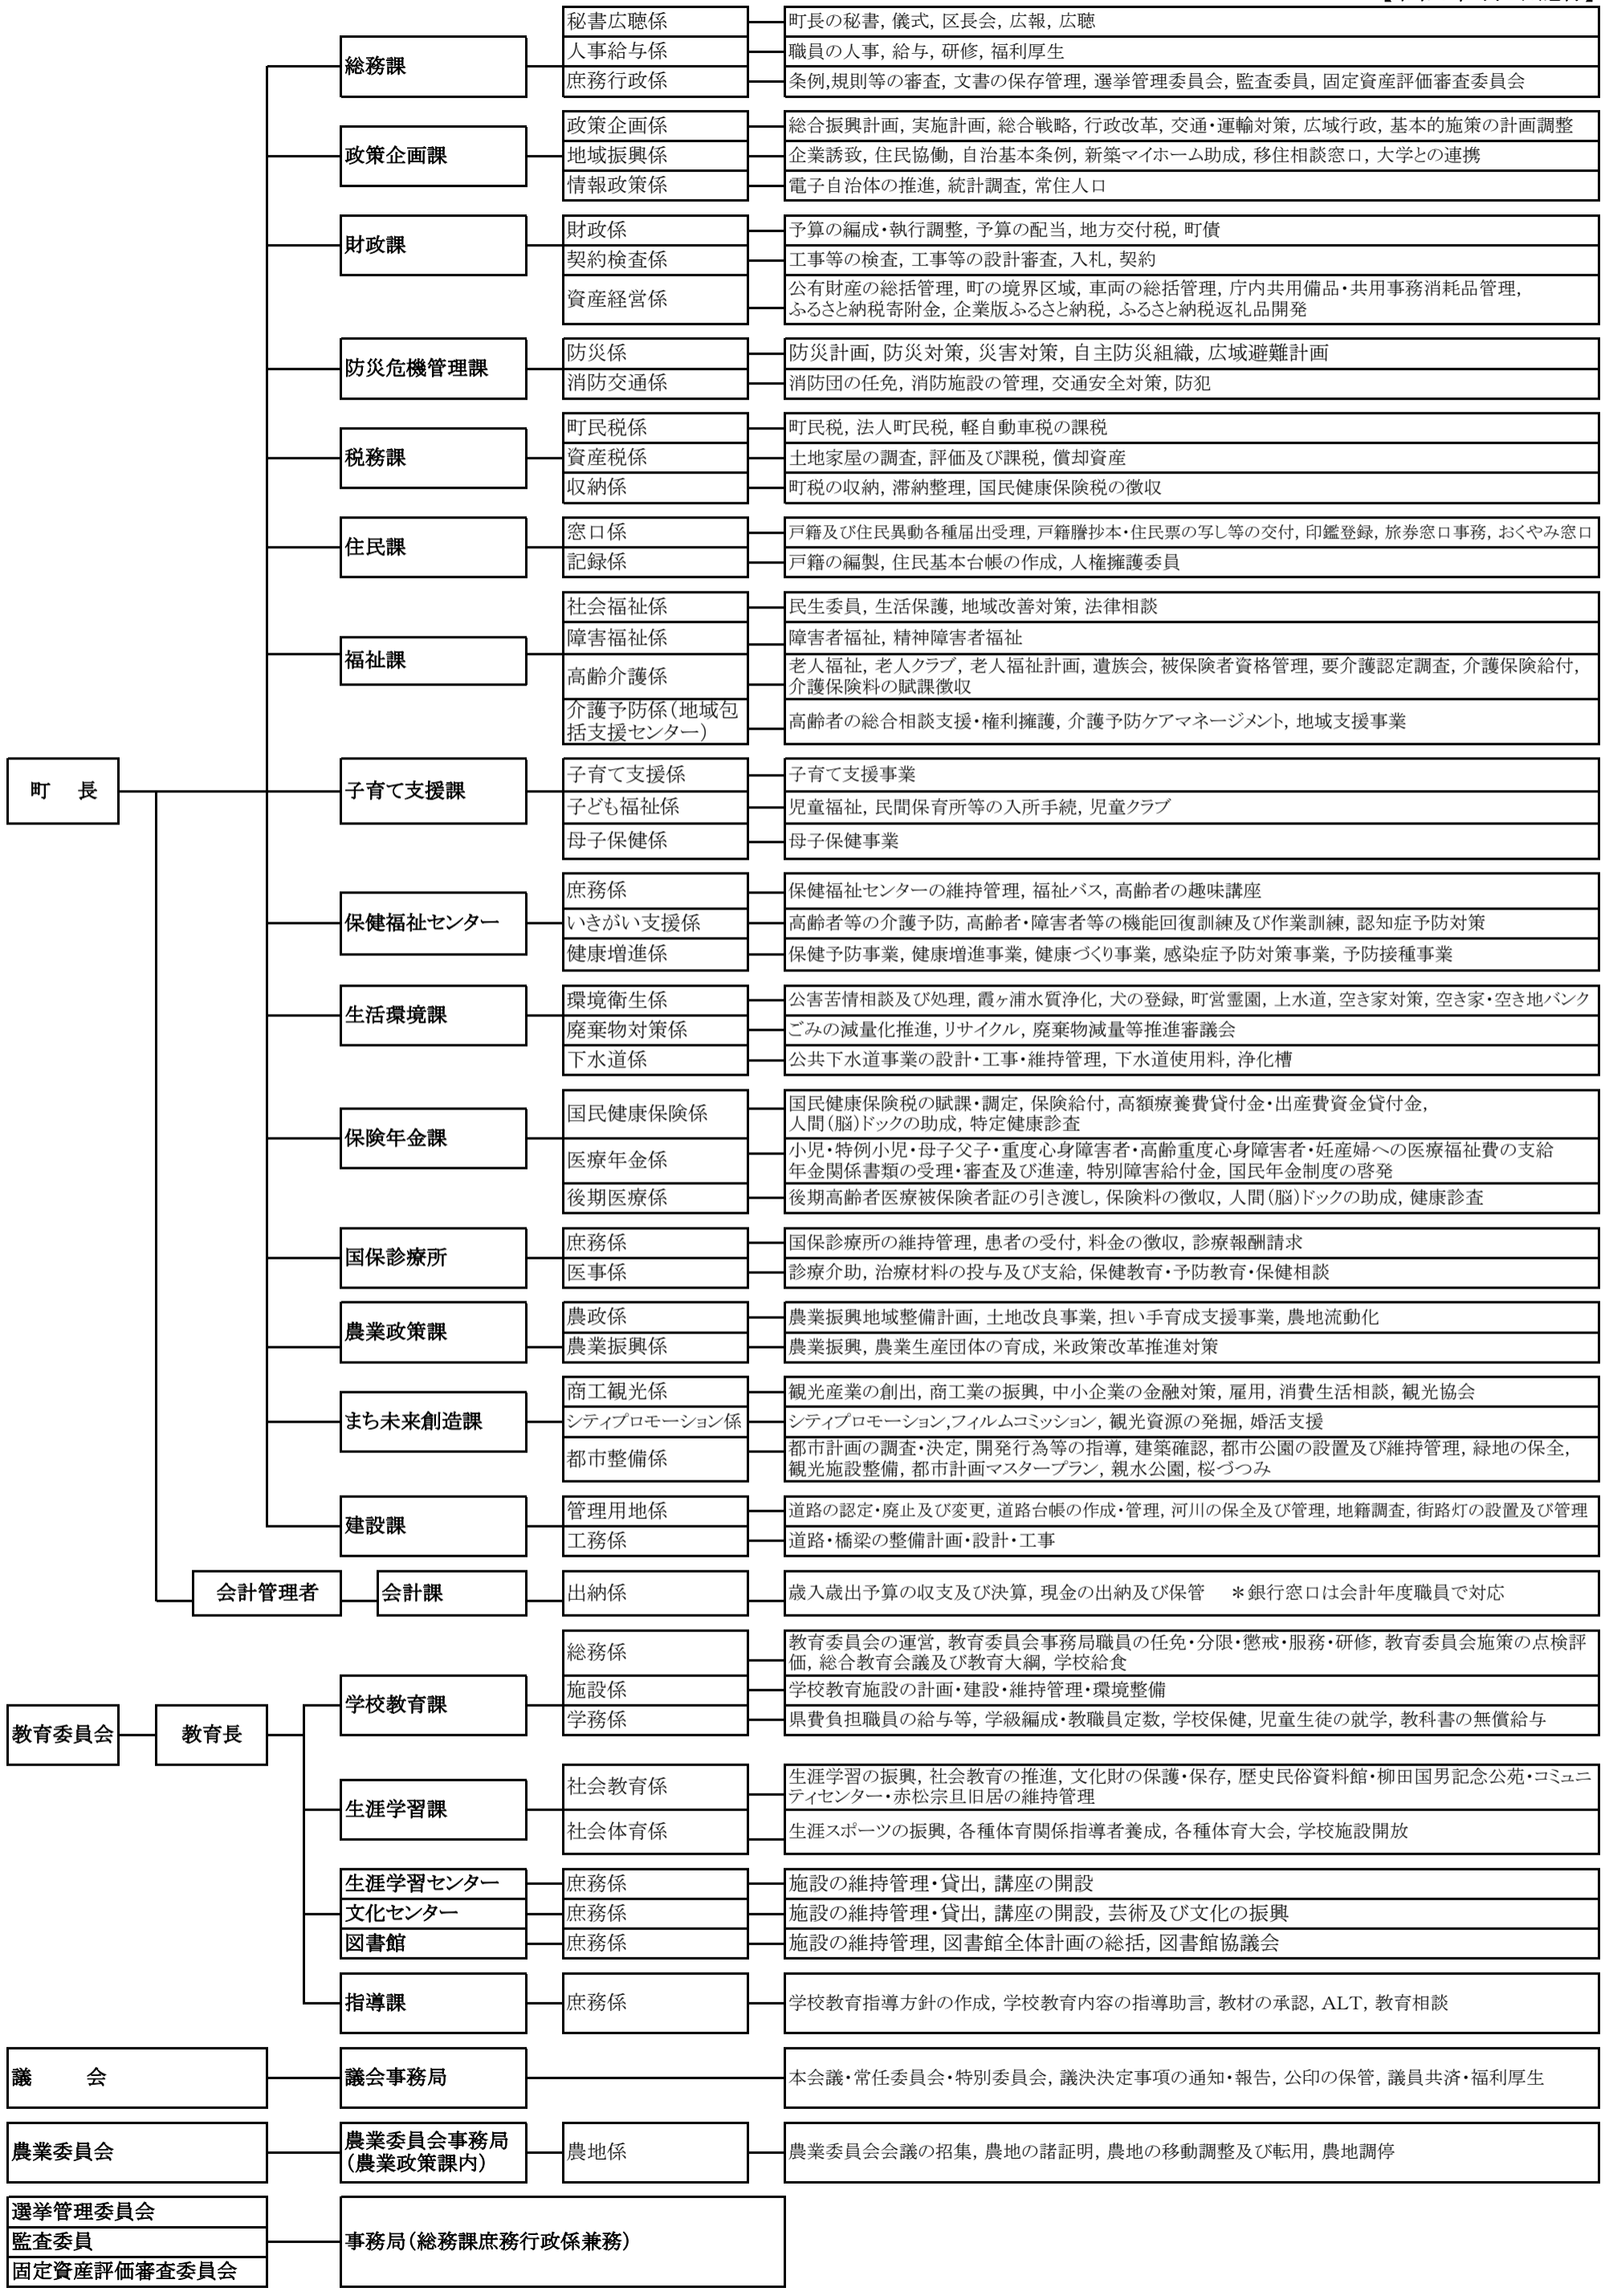 秘書広聴係 町長の秘書, 儀式, 区長会, 広報, 広聴
総務課 人事給与係 職員の人事, 給与, 研修, 福利厚生
庶務行政係 条例,規則等の審査, 文書の保存管理, 選挙管理委員会, 監査委員, 固定資産評価審査委員会
政策企画係 総合振興計画, 実施計画, 総合戦略, 行政改革, 交通・運輸対策, 広域行政, 基本的施策の計画調整
政策企画課 地域振興係 企業誘致, 住民協働, 自治基本条例, 新築マイホーム助成, 移住相談窓口, 大学との連携
情報政策係 電子自治体の推進, 統計調査, 常住人口
財政課 財政係 予算の編成・執行調整, 予算の配当, 地方交付税, 町債
契約検査係 工事等の検査, 工事等の設計審査, 入札, 契約
資産経営係 公有財産の総括管理, 町の境界区域, 車両の総括管理, 庁内共用備品・共用事務消耗品管理,
ふるさと納税寄附金, 企業版ふるさと納税, ふるさと納税返礼品開発
防災危機管理課 防災係 防災計画, 防災対策, 災害対策, 自主防災組織, 広域避難計画
消防交通係 消防団の任免, 消防施設の管理, 交通安全対策, 防犯
町民税係 町民税, 法人町民税, 軽自動車税の課税
税務課 資産税係 土地家屋の調査, 評価及び課税, 償却資産
収納係 町税の収納, 滞納整理, 国民健康保険税の徴収
住民課 窓口係 戸籍及び住民異動各種届出受理, 戸籍謄抄本・住民票の写し等の交付, 印鑑登録, 旅券窓口事務, おくやみ窓口
記録係 戸籍の編製, 住民基本台帳の作成, 人権擁護委員
社会福祉係 民生委員, 生活保護, 地域改善対策, 法律相談
福祉課 障害福祉係 障害者福祉, 精神障害者福祉
高齢介護係 老人福祉, 老人クラブ, 老人福祉計画, 遺族会, 被保険者資格管理, 要介護認定調査, 介護保険給付,
介護保険料の賦課徴収
介護予防係(地域包
括支援センター) 高齢者の総合相談支援・権利擁護, 介護予防ケアマネージメント, 地域支援事業
町 長 子育て支援課 子育て支援係 子育て支援事業
子ども福祉係 児童福祉, 民間保育所等の入所手続, 児童クラブ
母子保健係 母子保健事業
庶務係 保健福祉センターの維持管理, 福祉バス, 高齢者の趣味講座
保健福祉センター いきがい支援係 高齢者等の介護予防, 高齢者・障害者等の機能回復訓練及び作業訓練, 認知症予防対策
健康増進係 保健予防事業, 健康増進事業, 健康づくり事業, 感染症予防対策事業, 予防接種事業
生活環境課 環境衛生係 公害苦情相談及び処理, 霞ヶ浦水質浄化, 犬の登録, 町営霊園, 上水道, 空き家対策, 空き家・空き地バンク
廃棄物対策係 ごみの減量化推進, リサイクル, 廃棄物減量等推進審議会
下水道係 公共下水道事業の設計・工事・維持管理, 下水道使用料, 浄化槽
国民健康保険係 国民健康保険税の賦課・調定, 保険給付, 高額療養費貸付金・出産費資金貸付金,
人間(脳)ドックの助成, 特定健康診査
保険年金課 医療年金係 小児・特例小児・母子父子・重度心身障害者・高齢重度心身障害者・妊産婦への医療福祉費の支給
年金関係書類の受理・審査及び進達, 特別障害給付金, 国民年金制度の啓発
後期医療係 後期高齢者医療被保険者証の引き渡し, 保険料の徴収, 人間(脳)ドックの助成, 健康診査
国保診療所 庶務係 国保診療所の維持管理, 患者の受付, 料金の徴収, 診療報酬請求
医事係 診療介助, 治療材料の投与及び支給, 保健教育・予防教育・保健相談
農業政策課 農政係 農業振興地域整備計画, 土地改良事業, 担い手育成支援事業, 農地流動化
農業振興係 農業振興, 農業生産団体の育成, 米政策改革推進対策
商工観光係 観光産業の創出, 商工業の振興, 中小企業の金融対策, 雇用, 消費生活相談, 観光協会
まち未来創造課 シティプロモーション係 シティプロモーション,フィルムコミッション, 観光資源の発掘, 婚活支援
都市整備係 都市計画の調査・決定, 開発行為等の指導, 建築確認, 都市公園の設置及び維持管理, 緑地の保全,
観光施設整備, 都市計画マスタープラン, 親水公園, 桜づつみ
建設課 管理用地係 道路の認定・廃止及び変更, 道路台帳の作成・管理, 河川の保全及び管理, 地籍調査, 街路灯の設置及び管理
工務係 道路・橋梁の整備計画・設計・工事
会計管理者 会計課 出納係 歳入歳出予算の収支及び決算, 現金の出納及び保管 *銀行窓口は会計年度職員で対応
総務係 教育委員会の運営, 教育委員会事務局職員の任免・分限・懲戒・服務・研修, 教育委員会施策の点検評
価, 総合教育会議及び教育大綱, 学校給食
学校教育課 施設係 学校教育施設の計画・建設・維持管理・環境整備
学務係 県費負担職員の給与等, 学級編成・教職員定数, 学校保健, 児童生徒の就学, 教科書の無償給与
教育委員会 教育長
生涯学習課 社会教育係 生涯学習の振興, 社会教育の推進, 文化財の保護・保存, 歴史民俗資料館・柳田国男記念公苑・コミュニ
ティセンター・赤松宗旦旧居の維持管理
社会体育係 生涯スポーツの振興, 各種体育関係指導者養成, 各種体育大会, 学校施設開放
生涯学習センター 庶務係 施設の維持管理・貸出, 講座の開設
文化センター 庶務係 施設の維持管理・貸出, 講座の開設, 芸術及び文化の振興
図書館 庶務係 施設の維持管理, 図書館全体計画の総括, 図書館協議会
指導課 庶務係 学校教育指導方針の作成, 学校教育内容の指導助言, 教材の承認, ALT, 教育相談
議 会 議会事務局 本会議・常任委員会・特別委員会, 議決決定事項の通知・報告, 公印の保管, 議員共済・福利厚生
農業委員会 農業委員会事務局
(農業政策課内) 農地係 農業委員会会議の招集, 農地の諸証明, 農地の移動調整及び転用, 農地調停
選挙管理委員会
監査委員 事務局(総務課庶務行政係兼務)
固定資産評価審査委員会